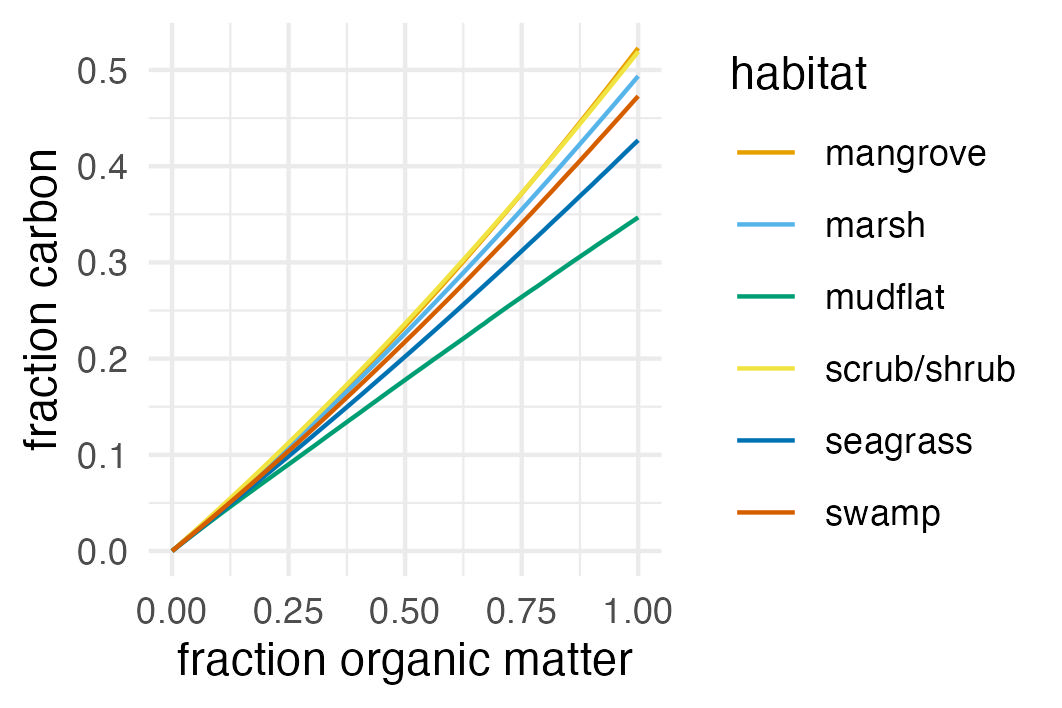 0.5
0.4
0.3
0.2
0.1
0.0
fraction carbon
0.00 0.25 0.50 0.75 1.00
fraction organic matter
habitat
mangrove
marsh
mudflat
scrub/shrub
seagrass
swamp